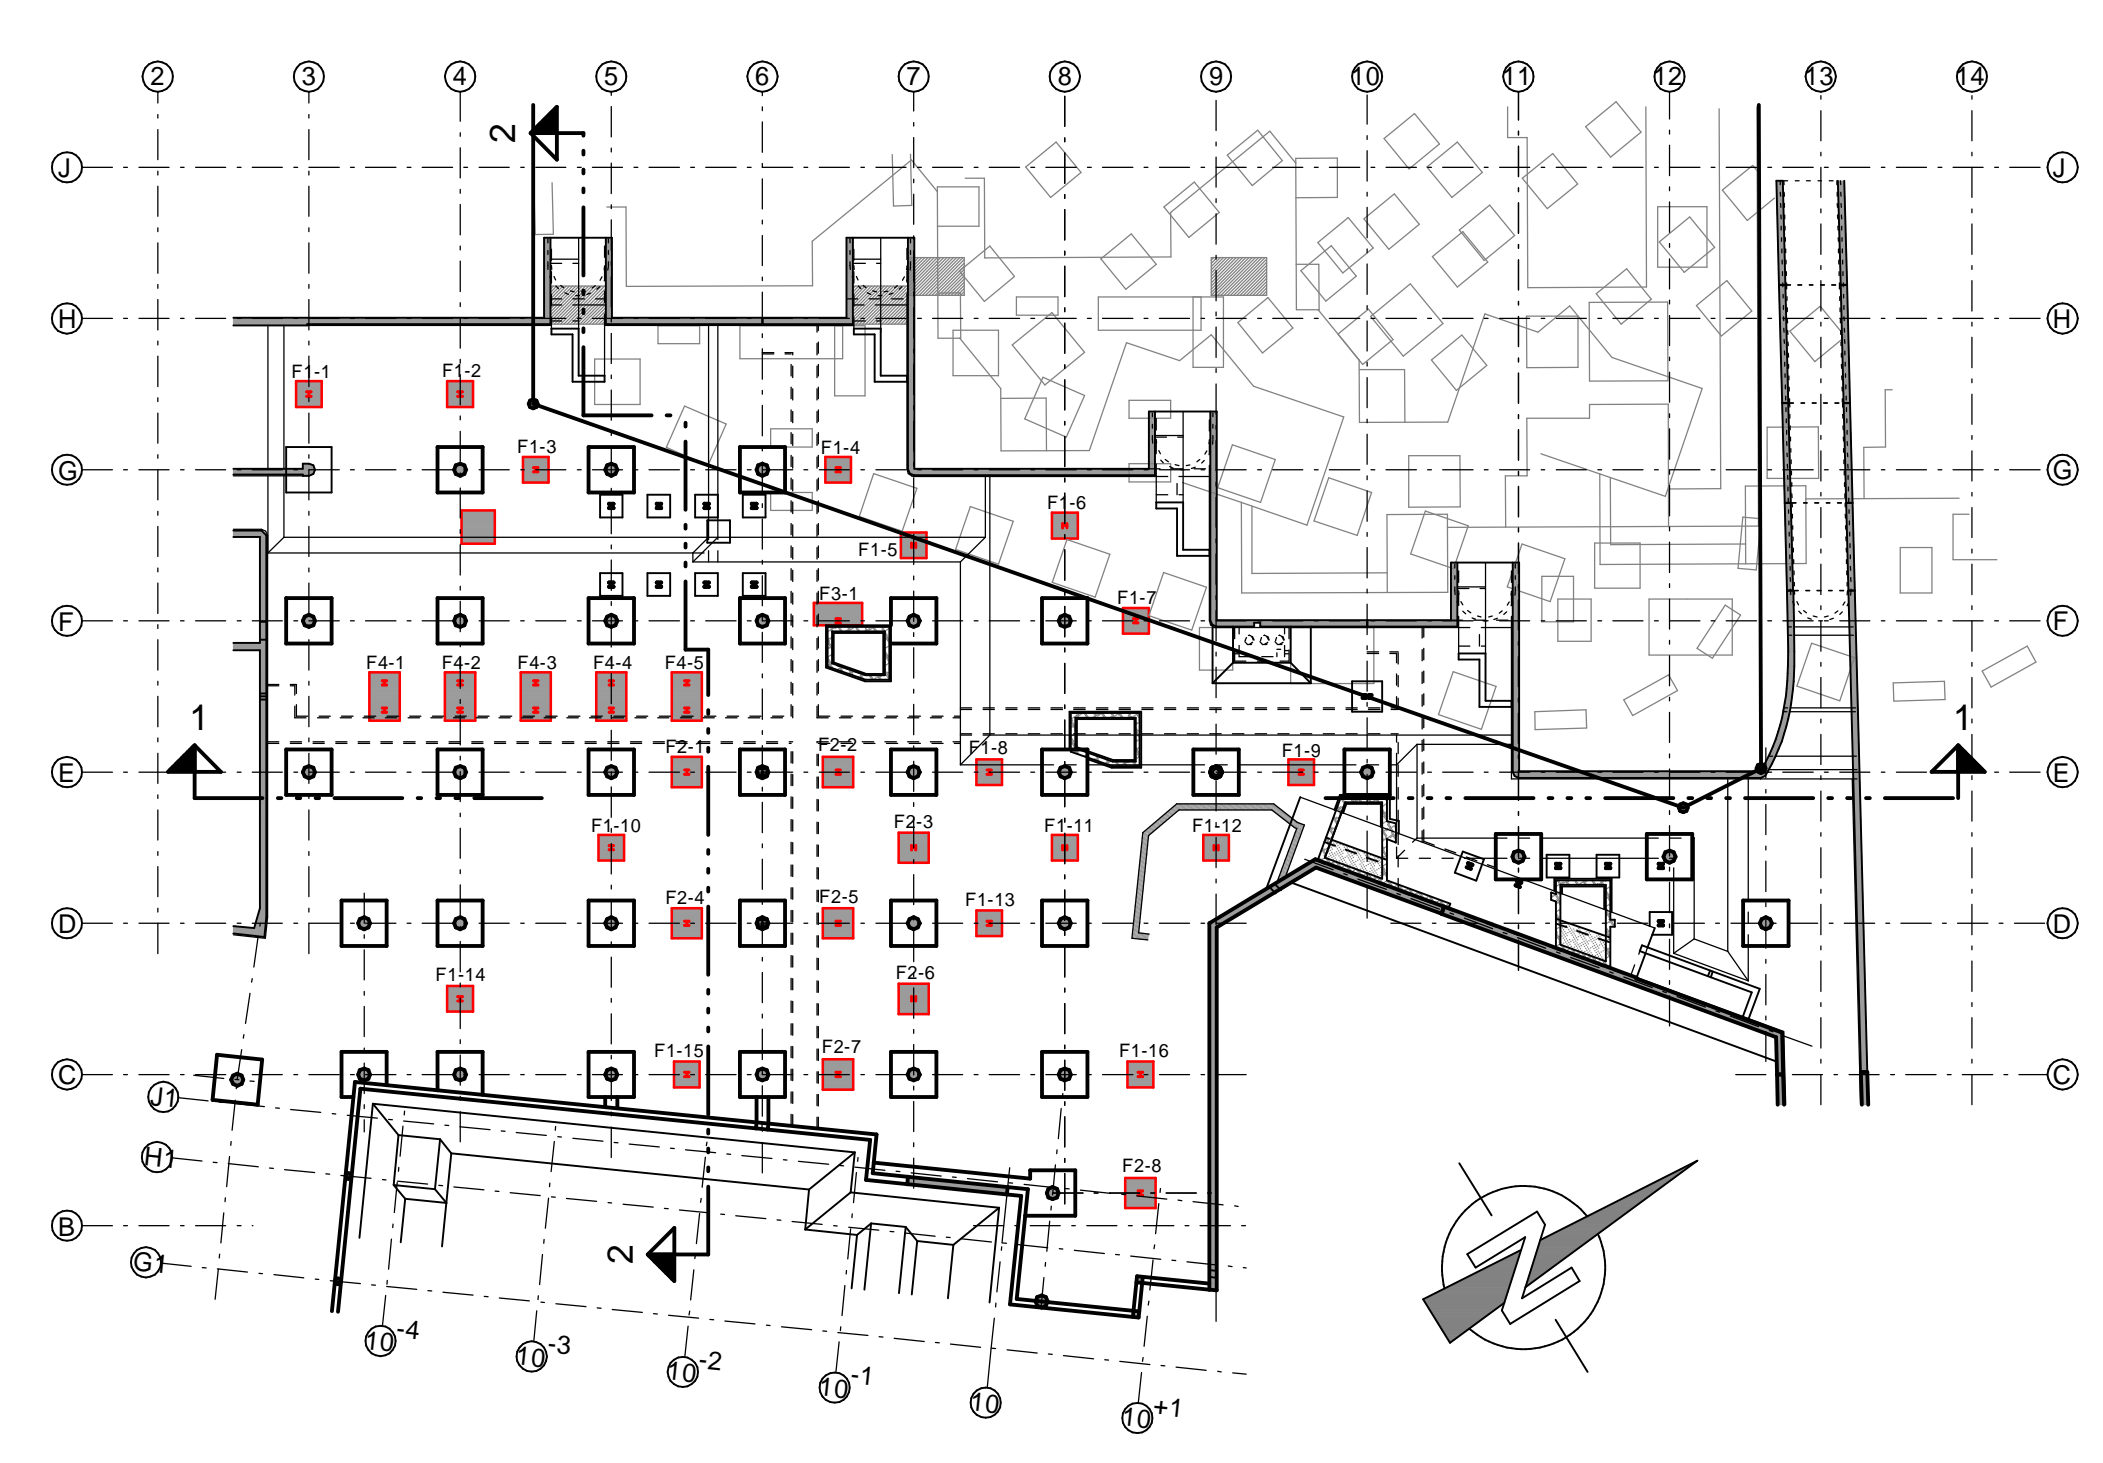 2 3 4 5 6 7 8 9 10 11 12 13 14
2
J J
H H
F1-1 F1-2
F1-3 F1-4
G G
F1-6
F1-5
F3-1 F1-7
F F
F4-1 F4-2 F4-3 F4-4 F4-5
1 1
F2-1 F2-2 F1-8 F1-9
E E
F1-10 F2-3 F1-11 F1-12
F2-4 F2-5 F1-13
D D
F1-14 F2-6
F1-15 F2-7 F1-16
C C
J1
H1
F2-8
B
2
G1
N
10-4
10-3
10-2
10-1
10
10+1